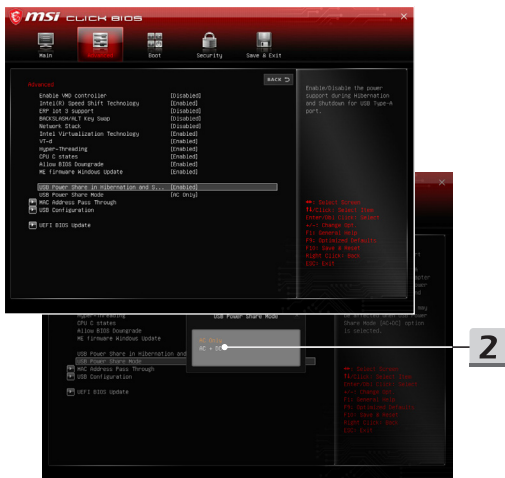 msi CLICK BIOS
Main
Advanced
Boot
Security
Save & Exit
BACK
Advanced
Enable VMD controller [Disabled]
Intel(R) Speed Shift Technology [Enabled]
ERP lot 3 support [Disabled]
BACKSLASH/ALT Key Swap [Disabled]
Network Stack [Disabled]
Intel Virtualization Technology [Enabled]
VT-d [Enabled]
Hyper-Threading [Enabled]
CPU C states [Enabled]
Allow BIOS Downgrade [Enabled]
ME firmware Windows Update [Enabled]
USB Power Share in Hibernation and S... [Enabled]
USB Power Share Mode [AC Only]
MAC Address Pass Through
USB Configuration
UEFI BIOS Update
Enable/Disable the power
support during Hibernation
and Shutdown for USB Type-A
port.
Select Screen
/Click: Select Item
Enter/Dbl Click: Select
+/-: Change Opt.
F1: General Help
F9: Optimized Defaults
F10: Save & Reset
Right Click: Back
ESC: Exit
Hyper-Threading
CPU C states
Allow BIOS Downgrade
ME firmware Windows Update
USB Power Share in Hibernation and
USB Power Share Mode
MAC Address Pass Through
USB Configuration
UEFI BIOS Update
USB Power Share Mode
AC Only
AC + DC
Share Mode [AC+DC] option
is selected.
Select Screen
/Click: Select Item
Enter/Dbl Click: Select
+/-: Change Opt.
F1: General Help
F9: Optimized Defaults
F10: Save & Reset
Right Click: Back
ESC: Exit
2